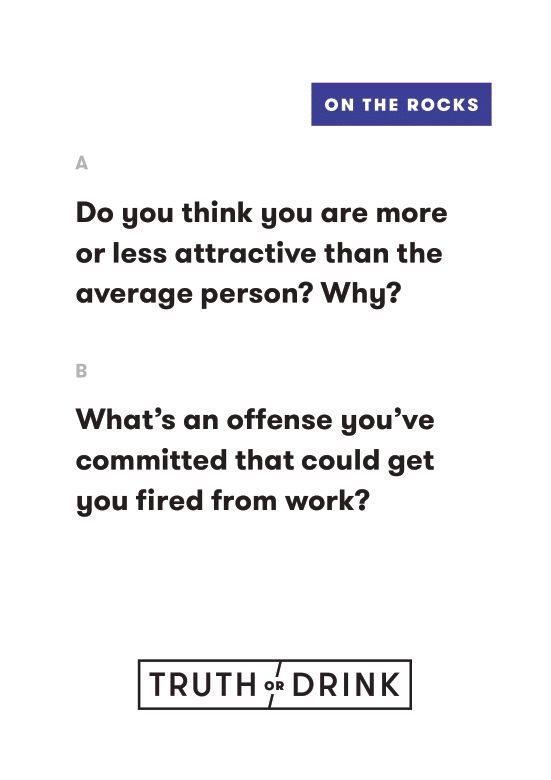 ON THE ROCKS
A
Do you think you are more
or less attractive than the
average person? Why?
B
What’s an offense you’ve
committed that could get
you fired from work?
TRUTH OR DRINK